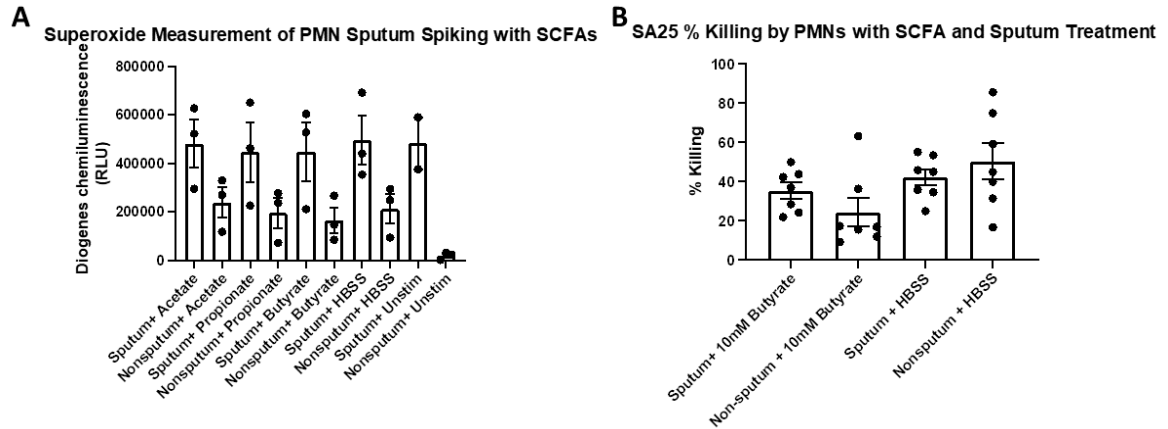 A
Superoxide Measurement of PMN Sputum Spiking with SCFAs
Diogenes chemiluminescence
(RLU)
800000
600000
400000
200000
0
Sputum+ Acetate
Nonsputum+ Acetate
Sputum+ Propionate
Nonsputum+ Propionate
Sputum+ Butyrate
Nonsputum+ Butyrate
Sputum+ HBSS
Nonsputum+ HBSS
Sputum+ Unstim
Nonsputum+ Unstim
B
SA25 % Killing by PMNs with SCFA and Sputum Treatment
% Killing
100
80
60
40
20
0
Sputum+ 10mM Butyrate
Non-sputum + 10mM Butyrate
Sputum + HBSS
Nonsputum + HBSS